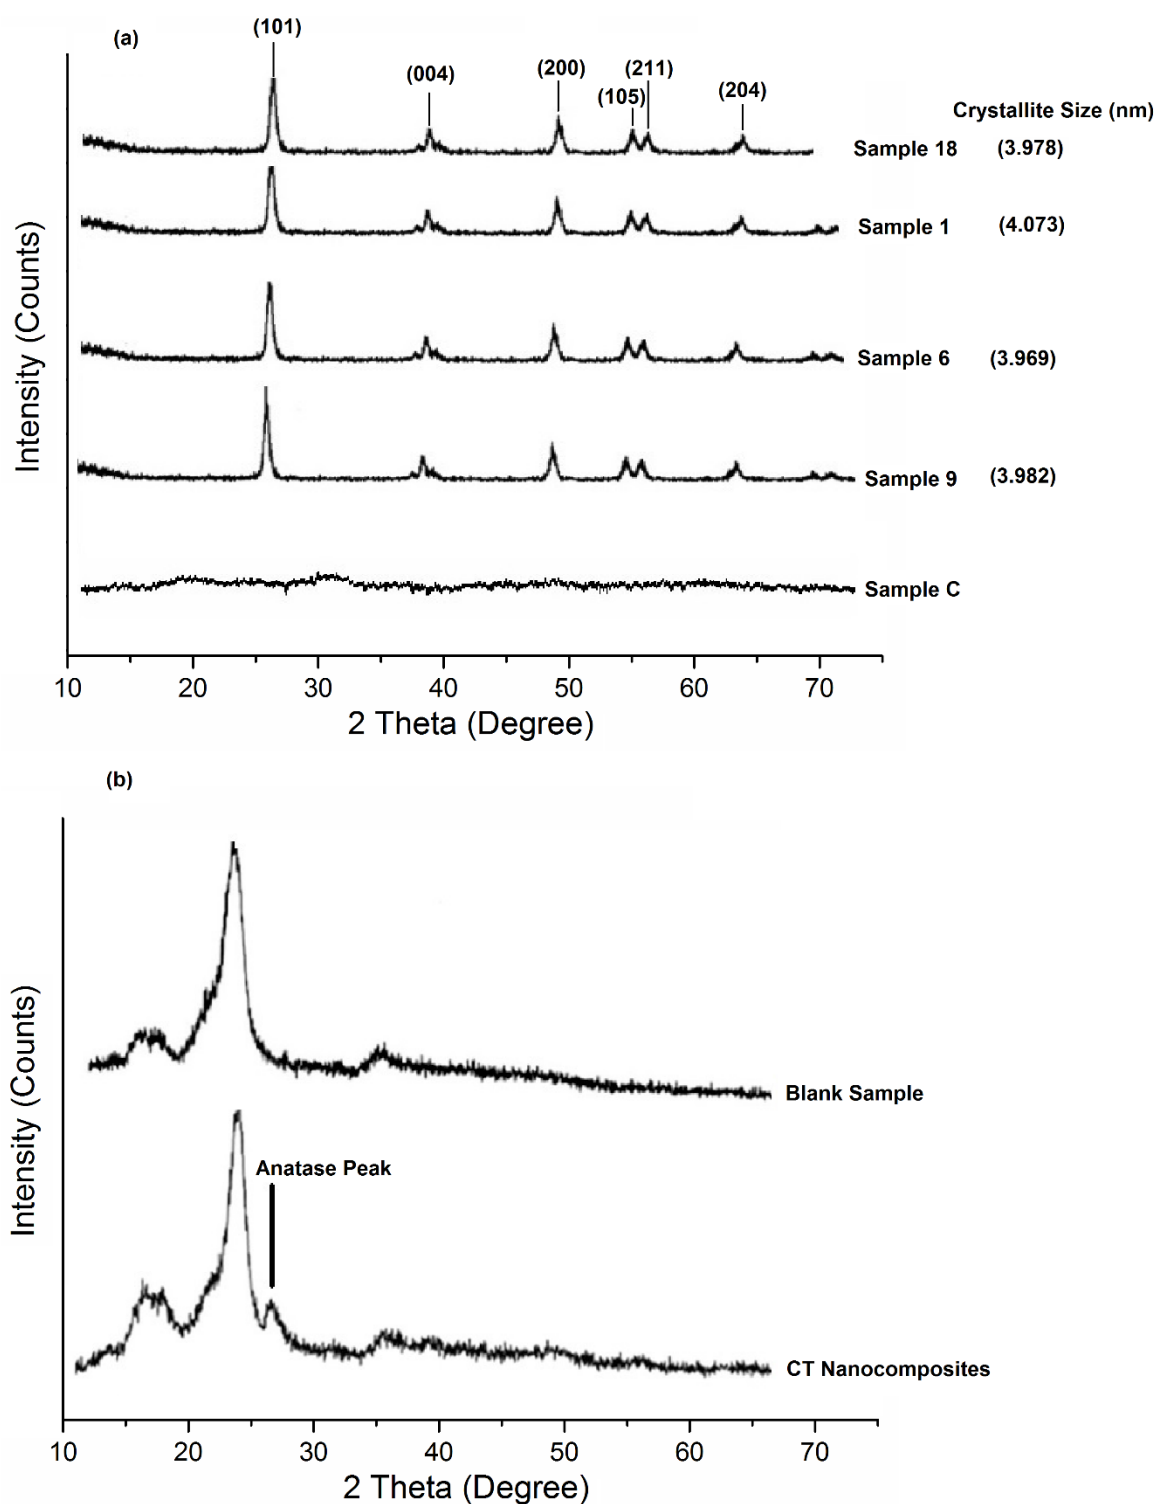 (a)
(101)
(004)
(200)
(105)
(211)
(204)
Crystallite Size (nm)
Sample 18 (3.978)
Sample 1 (4.073)
Sample 6 (3.969)
Sample 9 (3.982)
Sample C
Intensity (Counts)
10 20 30 40 50 60 70
2 Theta (Degree)
(b)
Blank Sample
Anatase Peak
CT Nanocomposites
Intensity (Counts)
10 20 30 40 50 60 70
2 Theta (Degree)